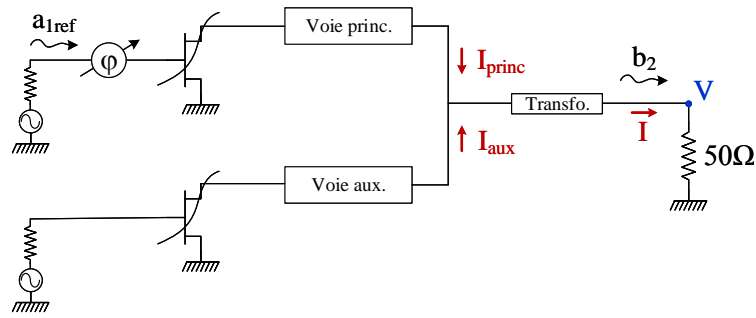 a1ref
φ
Voie princ.
Iprinc
b2
V
Transfo.
I
Iaux
50Ω
Voie aux.